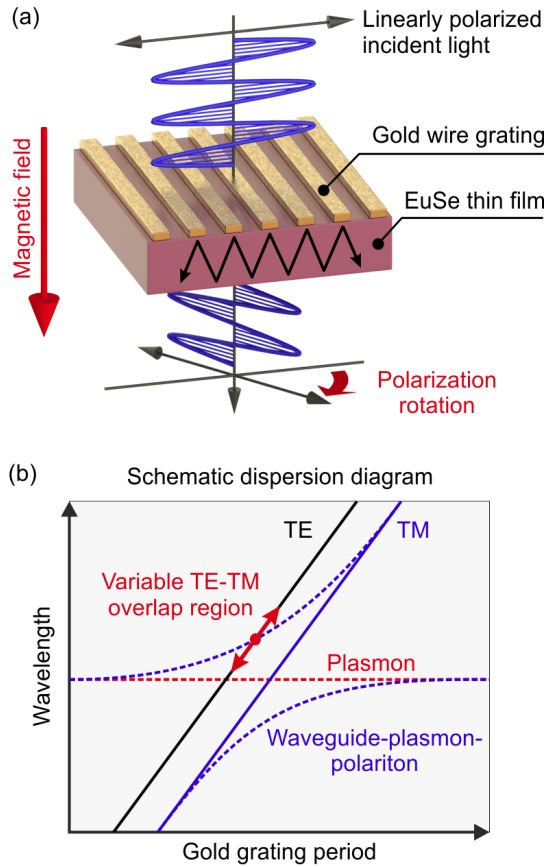 (a)
Linearly polarized
incident light
Gold wire grating
EuSe thin film
Magnetic field
Polarization
rotation
(b)
Schematic dispersion diagram
TE
TM
Variable TE-TM
overlap region
Plasmon
Waveguide-plasmon-
polariton
Wavelength
Gold grating period